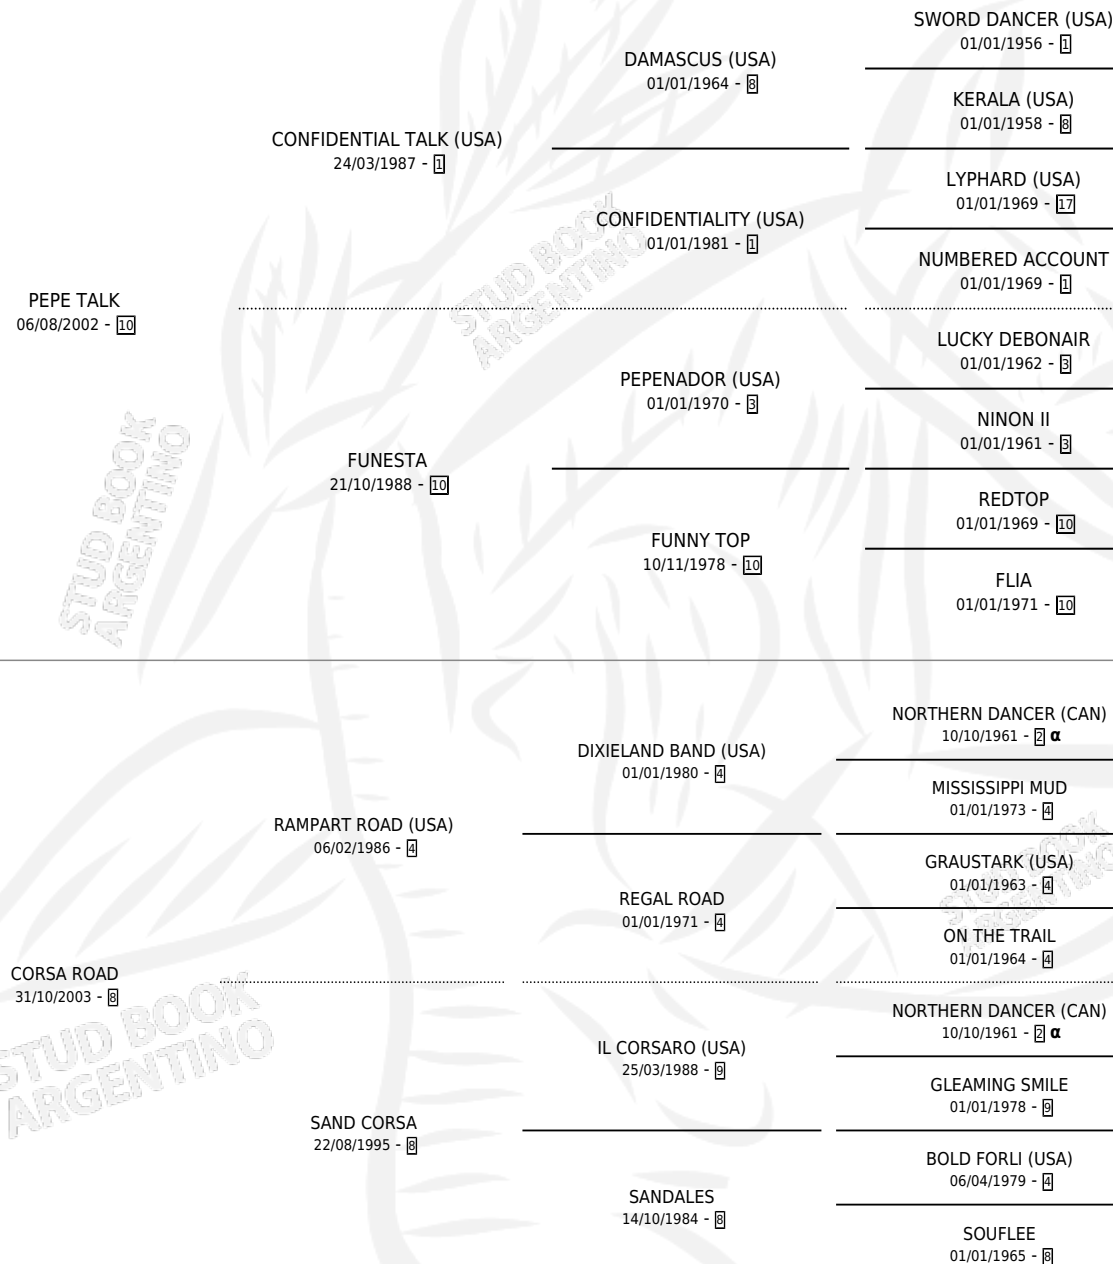 SWORD DANCER (USA)
01/01/1956 - 1
DAMASCUS (USA)
01/01/1964 - 8
KERALA (USA)
01/01/1958 - 8
CONFIDENTIAL TALK (USA)
24/03/1987 - 1
LYPHARD (USA)
01/01/1969 - 17
CONFIDENTIALITY (USA)
01/01/1981 - 1
NUMBERED ACCOUNT
01/01/1969 - 1
PEPE TALK
06/08/2002 - 10
LUCKY DEBONAIR
01/01/1962 - 3
PEPENADOR (USA)
01/01/1970 - 3
NINON II
01/01/1961 - 3
FUNESTA
21/10/1988 - 10
REDTOP
01/01/1969 - 10
FUNNY TOP
10/11/1978 - 10
FLIA
01/01/1971 - 10
NORTHERN DANCER (CAN)
10/10/1961 - 2 α
DIXIELAND BAND (USA)
01/01/1980 - 4
MISSISSIPPI MUD
01/01/1973 - 4
RAMPART ROAD (USA)
06/02/1986 - 4
GRAUSTARK (USA)
01/01/1963 - 4
REGAL ROAD
01/01/1971 - 4
ON THE TRAIL
01/01/1964 - 4
CORSA ROAD
31/10/2003 - 8
NORTHERN DANCER (CAN)
10/10/1961 - 2 α
IL CORSARO (USA)
25/03/1988 - 9
GLEAMING SMILE
01/01/1978 - 9
SAND CORSA
22/08/1995 - 8
BOLD FORLI (USA)
06/04/1979 - 4
SANDALES
14/10/1984 - 8
SOUFLEE
01/01/1965 - 8
STUD BOOK
ARGENTINO
STUD BOOK
ARGENTINO
STUD BOOK
ARGENTINO
STUD BOOK
ARGENTINO